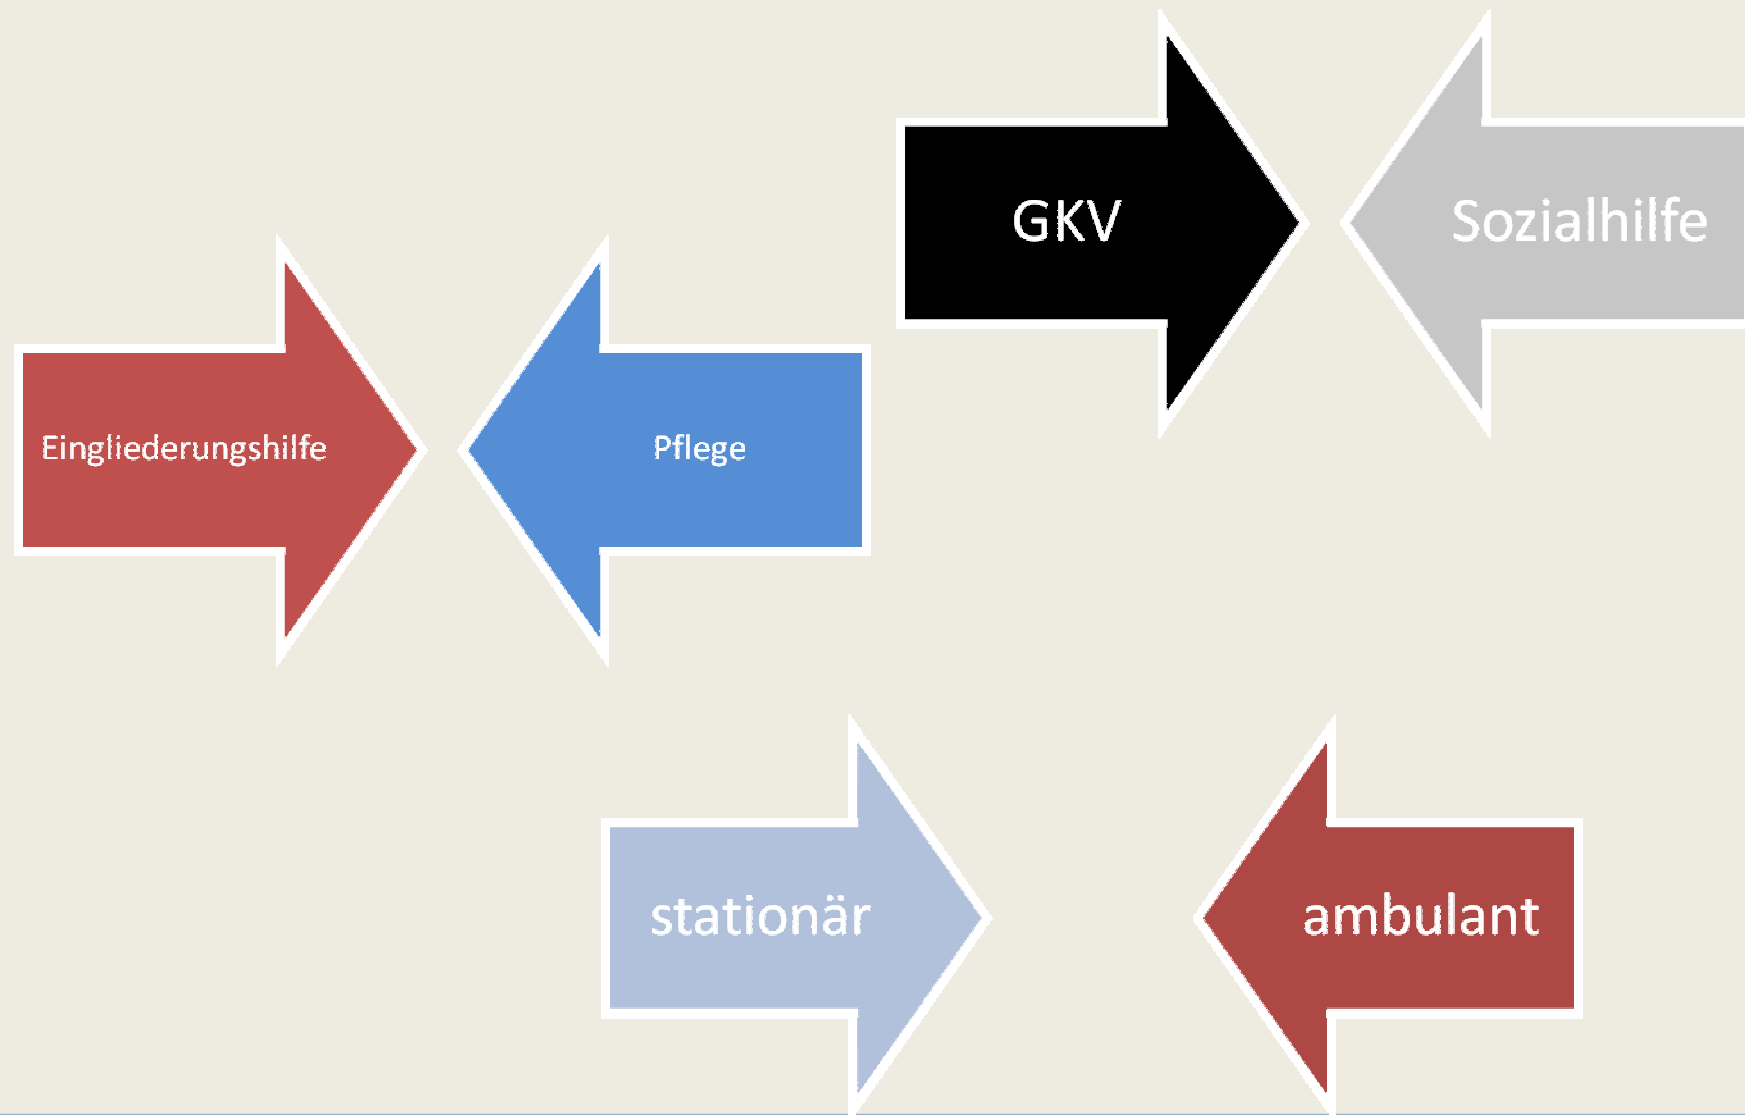 GKV
Sozialhilfe
Eingliederungshilfe
Pflege
stationär
ambulant